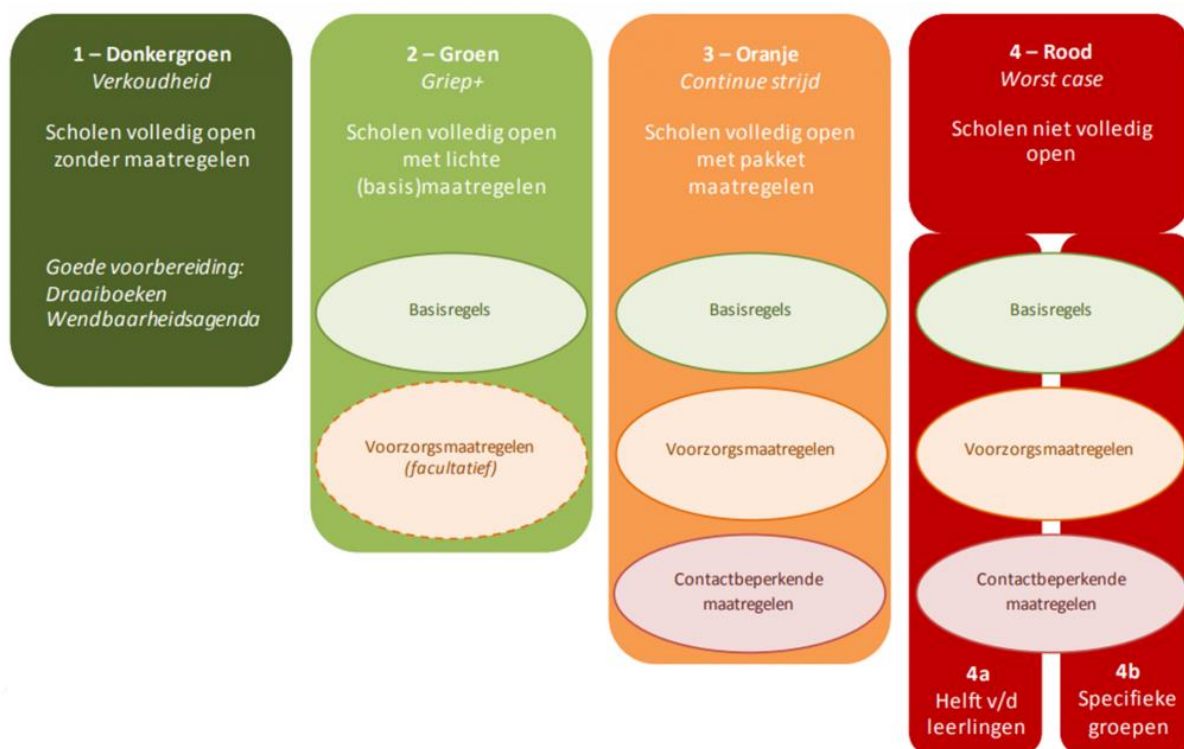 1 – Donkergroen
Verkoudheid
Scholen volledig open
zonder maatregelen
Goede voorbereiding:
Draaiboeken
Wendbaarheidsagenda
2 – Groen
Griep+
Scholen volledig open
met lichte
(basis)maatregelen
Basisregels
Voorzorgsmaatregelen
(facultatief)
3 – Oranje
Continue strijd
Scholen volledig open
met pakket
maatregelen
Basisregels
Voorzorgsmaatregelen
Contactbeperkende
maatregelen
4 – Rood
Worst case
Scholen niet volledig
open
Basisregels
Voorzorgsmaatregelen
Contactbeperkende
maatregelen
4a
Helft v/d
leerlingen
4b
Specifieke
groepen